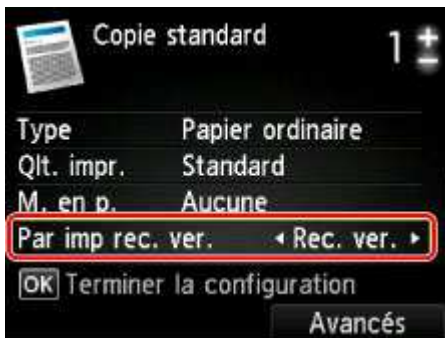 Copie standard
1
Type Papier ordinaire
Qlt. impr. Standard
M. en p. Aucune
Par imp rec. ver. Rec. ver.
OK Terminer la configuration
Avancés